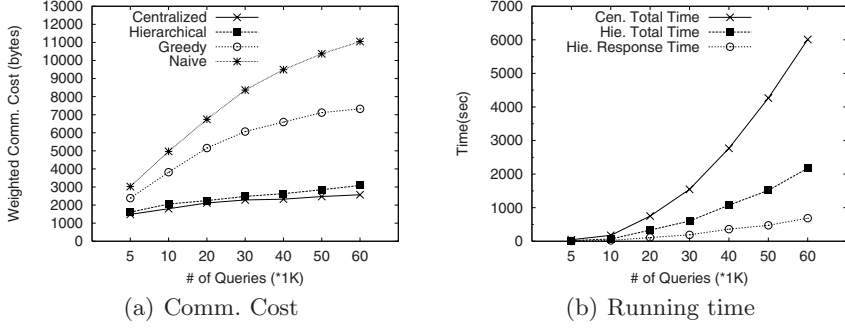 13000
12000
11000
10000
9000
8000
7000
6000
5000
4000
3000
2000
1000
0
Weighted Comm. Cost (bytes)
Centralized
Hierarchical
Greedy
Naive
5 10 20 30 40 50 60
# of Queries (*1K)
(a) Comm. Cost
7000
6000
5000
4000
3000
2000
1000
0
Time(sec)
Cen. Total Time
Hie. Total Time
Hie. Response Time
5 10 20 30 40 50 60
# of Queries (*1K)
(b) Running time